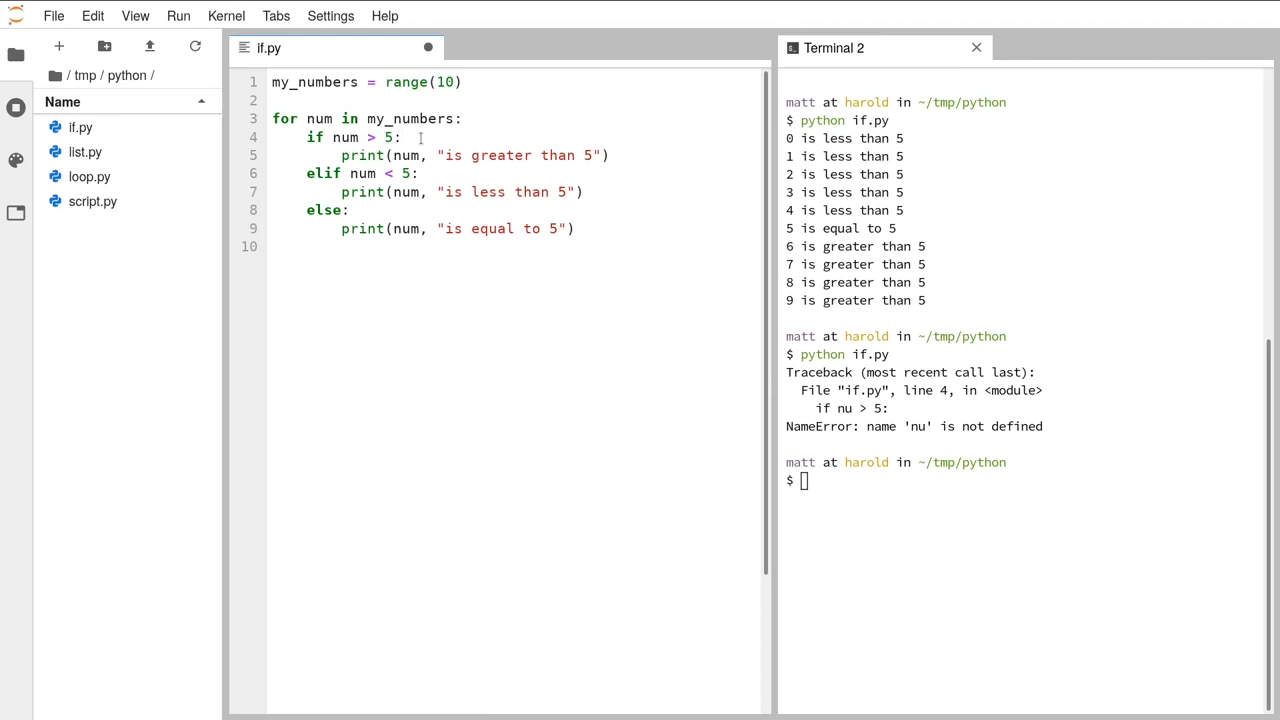 File Edit View Run Kernel Tabs Settings Help
/ tmp / python /
Name
if.py
list.py
loop.py
script.py
if.py
1 my_numbers = range(10)
2
3 for num in my_numbers:
4     if num > 5:
5         print(num, "is greater than 5")
6     elif num < 5:
7         print(num, "is less than 5")
8     else:
9         print(num, "is equal to 5")
10
Terminal 2
matt at harold in ~/tmp/python
$ python if.py
0 is less than 5
1 is less than 5
2 is less than 5
3 is less than 5
4 is less than 5
5 is equal to 5
6 is greater than 5
7 is greater than 5
8 is greater than 5
9 is greater than 5
matt at harold in ~/tmp/python
$ python if.py
Traceback (most recent call last):
  File "if.py", line 4, in <module>
    if nu > 5:
NameError: name 'nu' is not defined
matt at harold in ~/tmp/python
$